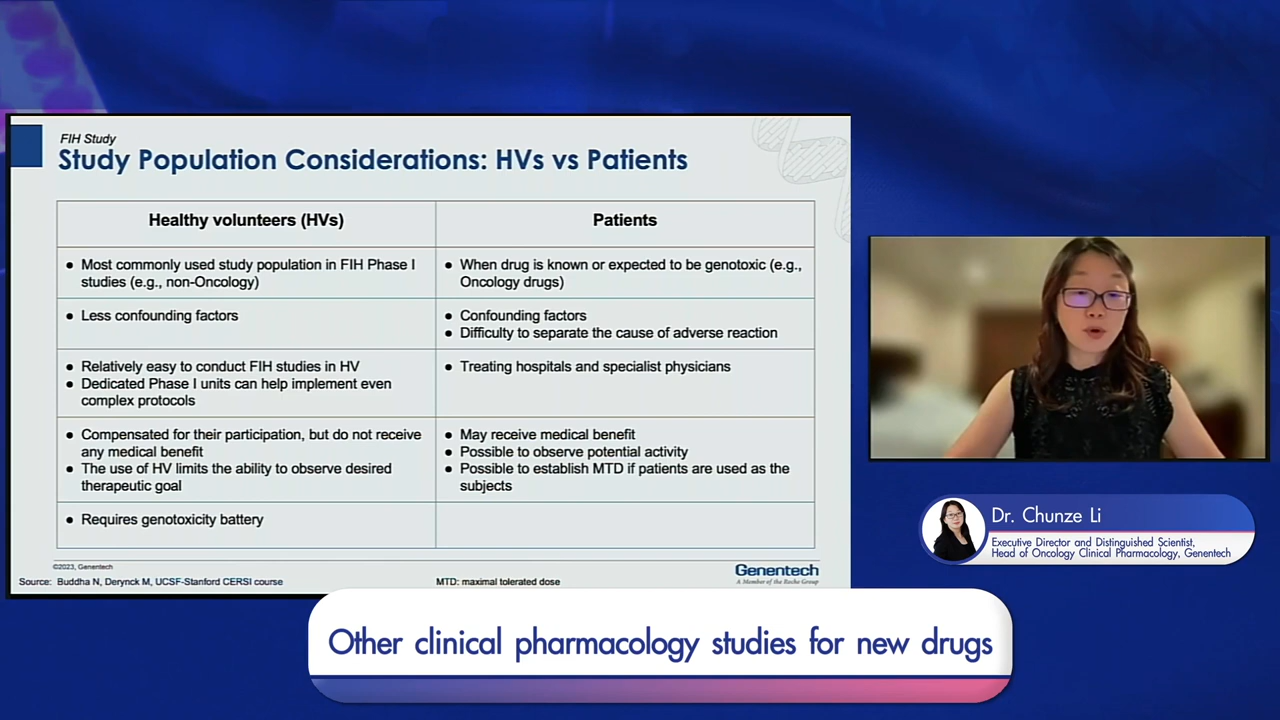 FIH Study
Study Population Considerations: HVs vs Patients
Healthy volunteers (HVs)
Patients
● Most commonly used study population in FIH Phase I
studies (e.g., non-Oncology)
● When drug is known or expected to be genotoxic (e.g.,
Oncology drugs)
● Less confounding factors
● Confounding factors
● Difficulty to separate the cause of adverse reaction
● Relatively easy to conduct FIH studies in HV
● Dedicated Phase I units can help implement even
complex protocols
● Treating hospitals and specialist physicians
● Compensated for their participation, but do not receive
any medical benefit
● The use of HV limits the ability to observe desired
therapeutic goal
● May receive medical benefit
● Possible to observe potential activity
● Possible to establish MTD if patients are used as the
subjects
● Requires genotoxicity battery
©2023, Genentech
Source: Buddha N, Derynck M, UCSF-Stanford CERSI course
MTD: maximal tolerated dose
Genentech
A Member of the Roche Group
Dr. Chunze Li
Executive Director and Distinguished Scientist,
Head of Oncology Clinical Pharmacology, Genentech
Other clinical pharmacology studies for new drugs